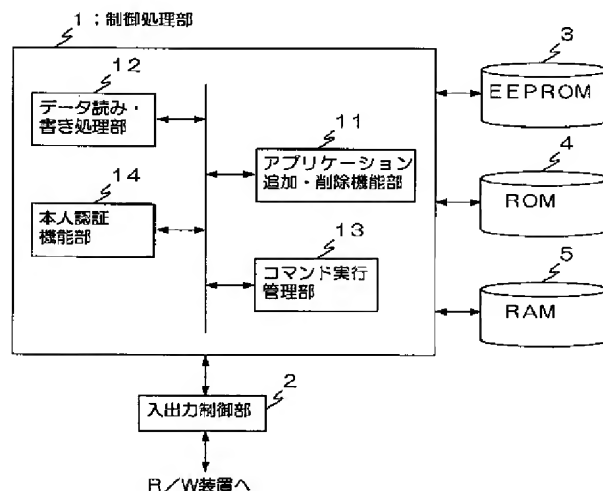 1；制御処理部
12
データ読み・
書き処理部
14
本人認証
機能部
11
アプリケーション
追加・削除機能部
13
コマンド実行
管理部
3
EEPROM
4
ROM
5
RAM
2
入出力制御部
R／W装置へ